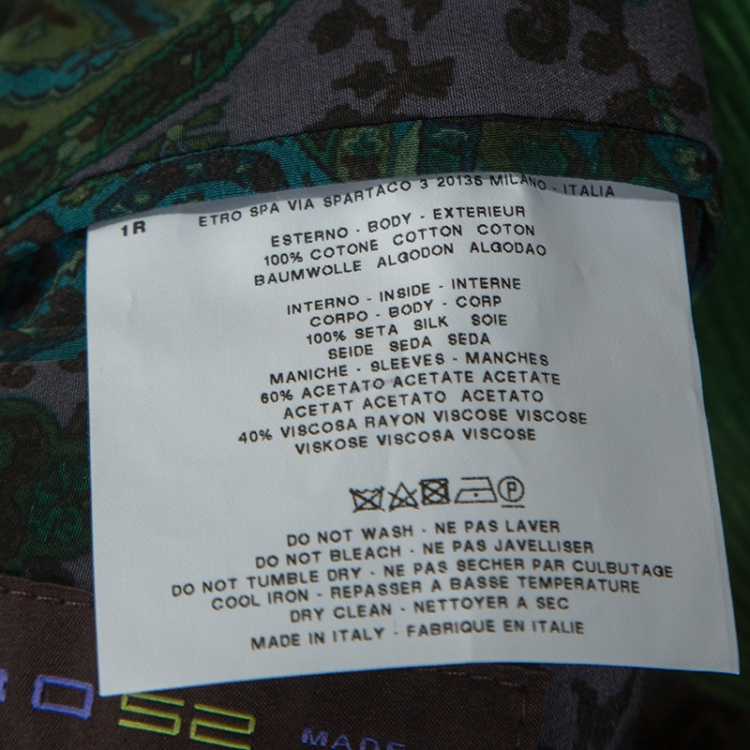 ETRO SPA VIA SPARTACO 3 20135 MILANO - ITALIA
1R
ESTERNO - BODY - EXTERIEUR
100% COTONE COTTON COTON
BAUMWOLLE ALGODON ALGODAO
INTERNO - INSIDE - INTERNE
CORPO - BODY - CORP
100% SETA SILK SOIE
SEIDE SEDA SEDA
MANICHE - SLEEVES - MANCHES
60% ACETATO ACETATE ACETATE
ACETAT ACETATO ACETATO
40% VISCOSA RAYON VISCOSE VISCOSE
VISKOSE VISCOSA VISCOSE
P
DO NOT WASH - NE PAS LAVER
DO NOT BLEACH - NE PAS JAVELLISER
DO NOT TUMBLE DRY - NE PAS SECHER PAR CULBUTAGE
COOL IRON - REPASSER A BASSE TEMPERATURE
DRY CLEAN - NETTOYER A SEC
MADE IN ITALY - FABRIQUE EN ITALIE
O 52
MADE